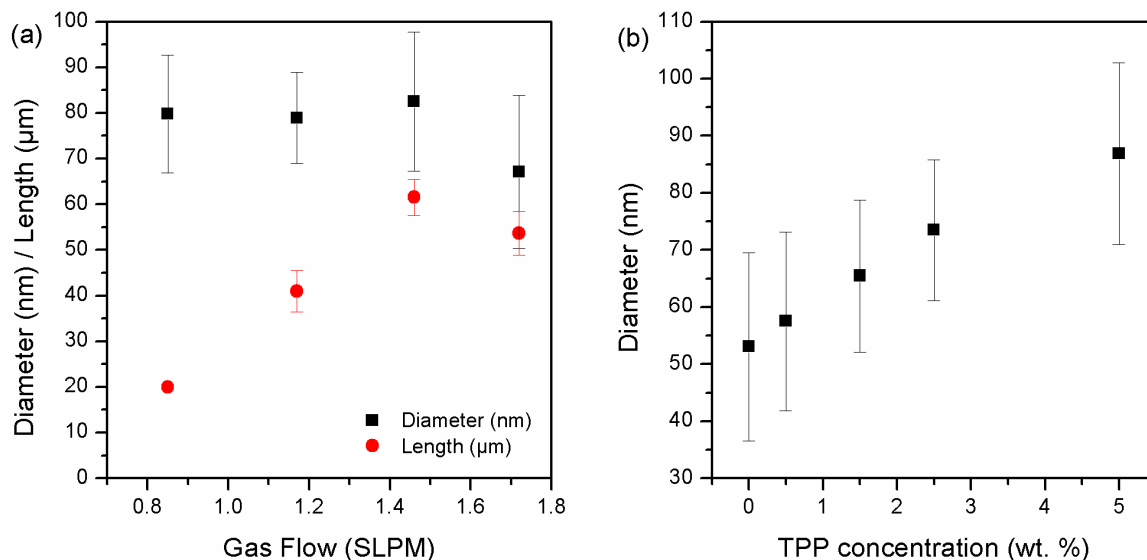 (a)
Diameter (nm) / Length (µm)
100
90
80
70
60
50
40
30
20
10
0
Diameter (nm)
Length (µm)
0.8 1.0 1.2 1.4 1.6 1.8
Gas Flow (SLPM)
(b)
Diameter (nm)
110
100
90
80
70
60
50
40
30
0 1 2 3 4 5
TPP concentration (wt. %)